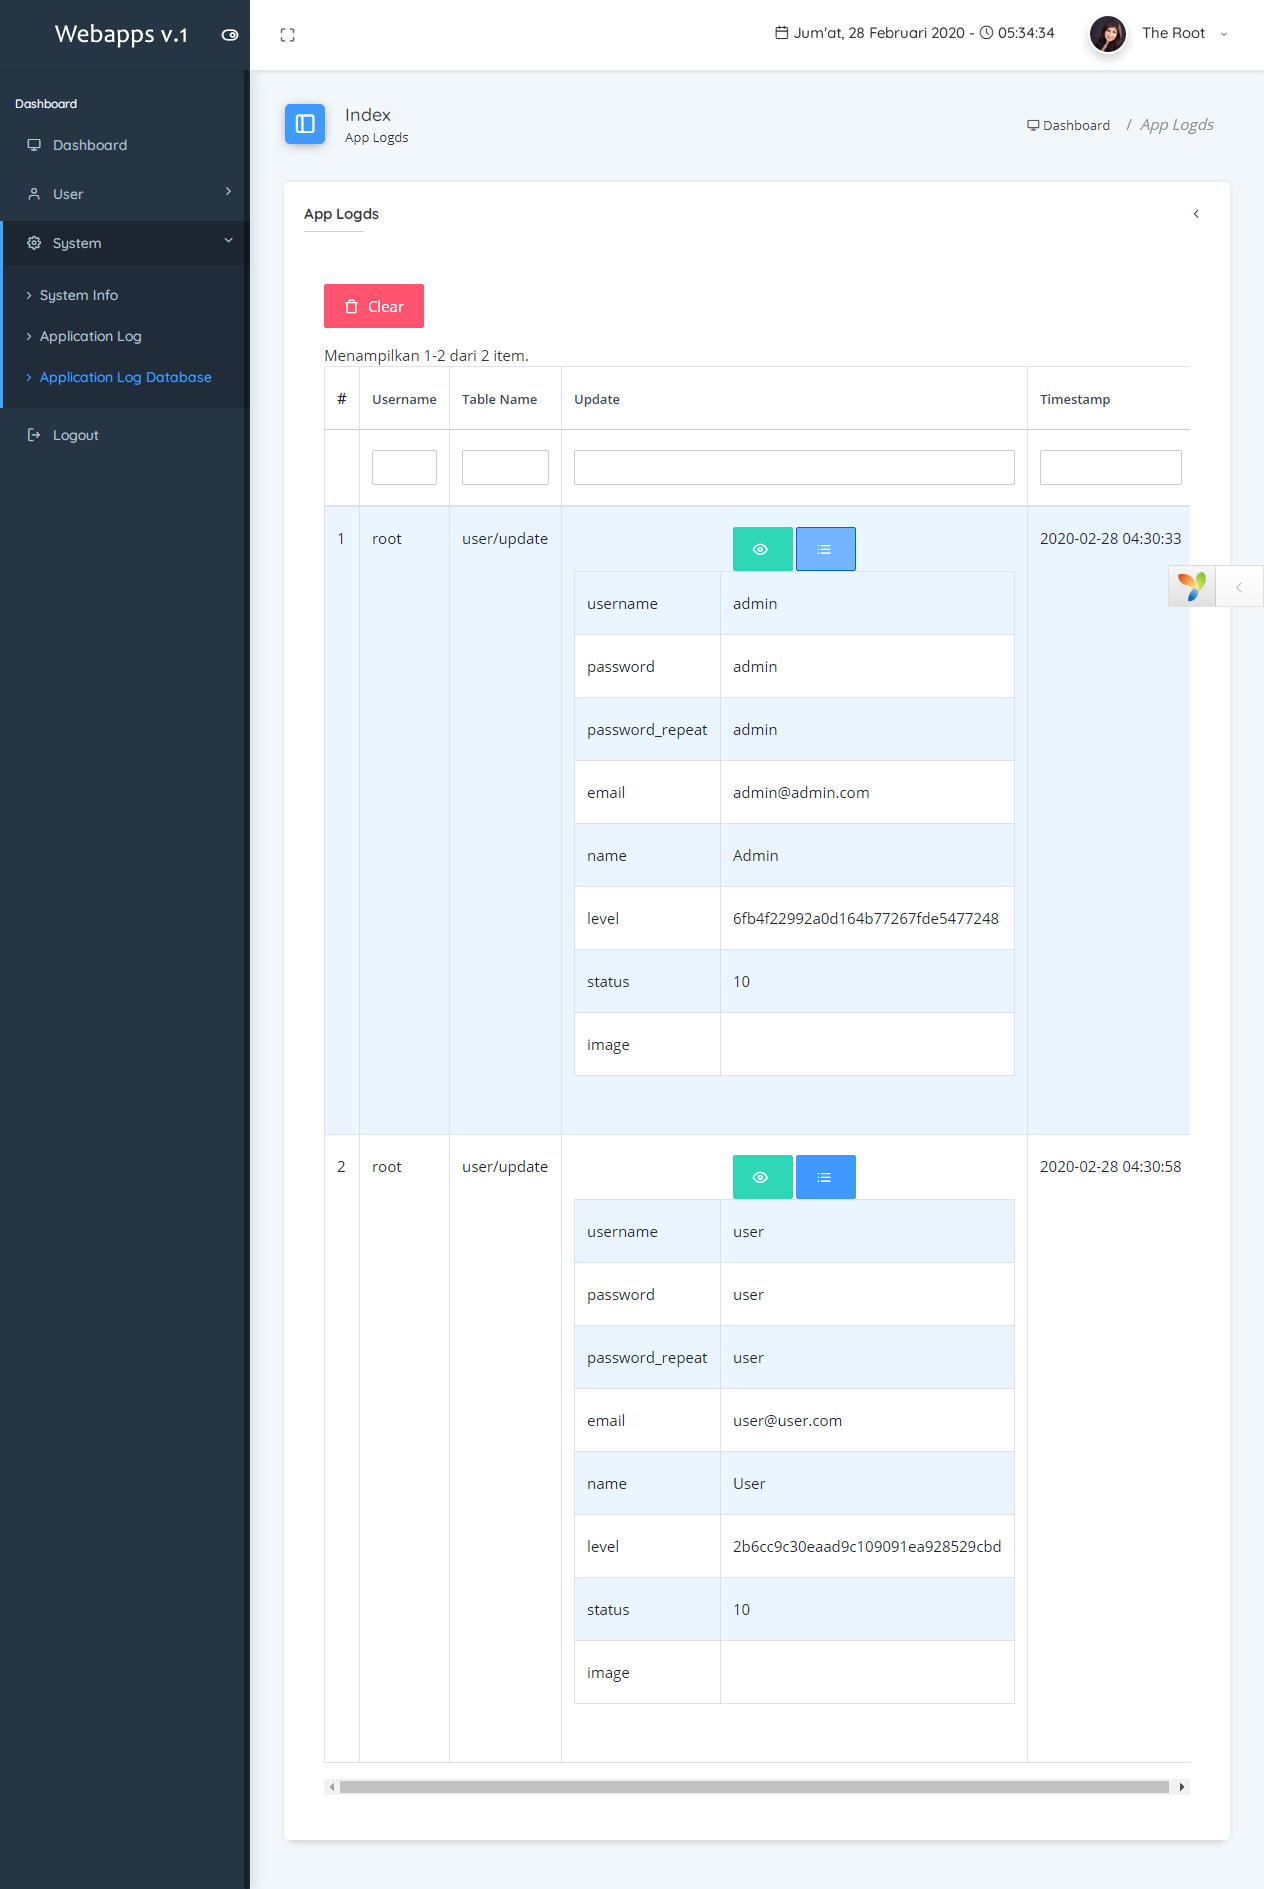 Webapps v.1
Jum'at, 28 Februari 2020 - 05:34:34
The Root
Dashboard
Dashboard
User
System
System Info
Application Log
Application Log Database
Logout
Index
App Logds
Dashboard / App Logds
App Logds
Clear
Menampilkan 1-2 dari 2 item.
# Username Table Name Update Timestamp
1 root user/update 2020-02-28 04:30:33
username admin
password admin
password_repeat admin
email admin@admin.com
name Admin
level 6fb4f22992a0d164b77267fde5477248
status 10
image
2 root user/update 2020-02-28 04:30:58
username user
password user
password_repeat user
email user@user.com
name User
level 2b6cc9c30eaad9c109091ea928529cbd
status 10
image